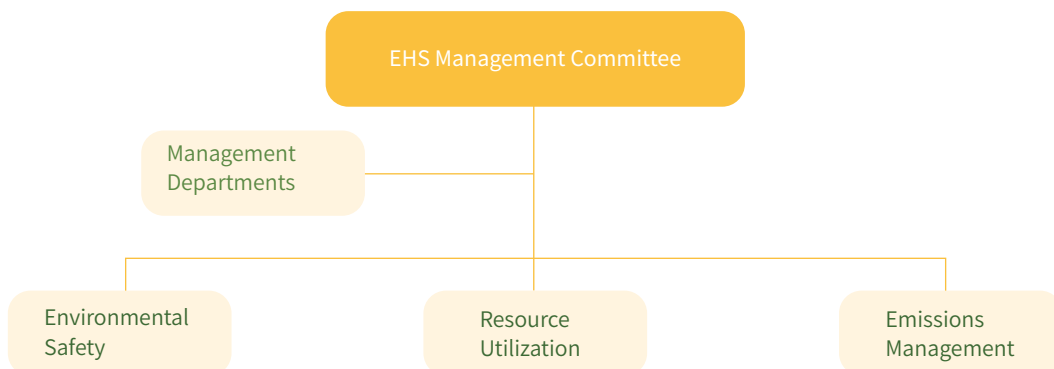 EHS Management Committee
Management
Departments
Environmental
Safety
Resource
Utilization
Emissions
Management